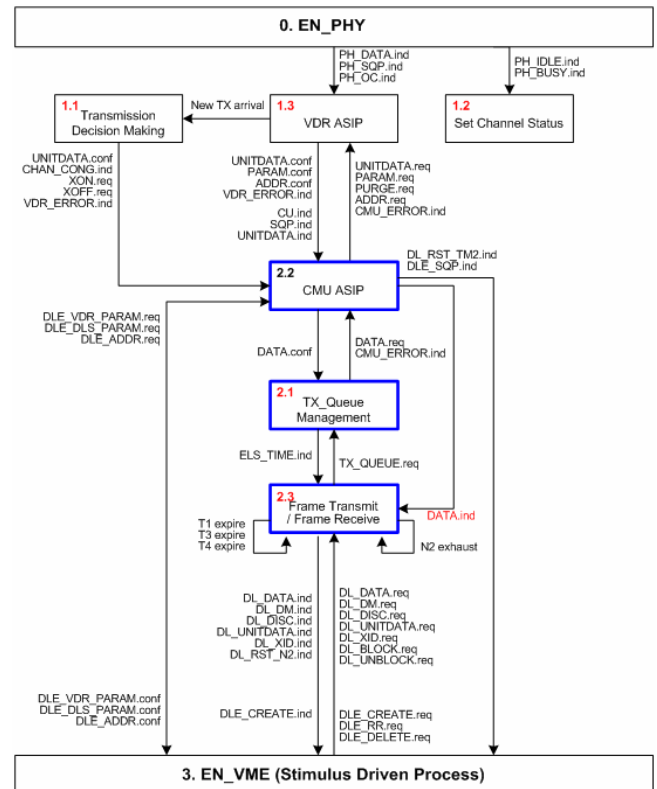 0. EN_PHY
PH_DATA.ind
PH_SQP.ind
PH_OC.ind
PH_IDLE.ind
PH_BUSY.ind
1.1
Transmission
Decision Making
New TX arrival
1.3
VDR ASIP
1.2
Set Channel Status
UNITDATA.conf
CHAN_CONG.ind
XON.req
XOFF.req
VDR_ERROR.ind
UNITDATA.conf
PARAM.conf
ADDR.conf
VDR_ERROR.ind
CU.ind
SQP.ind
UNITDATA.ind
UNITDATA.req
PARAM.req
PURGE.req
ADDR.req
CMU_ERROR.ind
DL_RST_TM2.ind
DLE_SQP.ind
2.2
CMU ASIP
DLE_VDR_PARAM.req
DLE_DLS_PARAM.req
DLE_ADDR.req
DATA.conf
DATA.req
CMU_ERROR.ind
2.1
TX_Queue
Management
ELS_TIME.ind
TX_QUEUE.req
2.3
Frame Transmit
/ Frame Receive
DATA.ind
T1 expire
T3 expire
T4 expire
N2 exhaust
DL_DATA.ind
DL_DM.ind
DL_DISC.ind
DL_UNITDATA.ind
DL_XID.ind
DL_RST_N2.ind
DL_DATA.req
DL_DM.req
DL_DISC.req
DL_UNITDATA.req
DL_XID.req
DL_BLOCK.req
DL_UNBLOCK.req
DLE_VDR_PARAM.conf
DLE_DLS_PARAM.conf
DLE_ADDR.conf
DLE_CREATE.ind
DLE_CREATE.req
DLE_RR.req
DLE_DELETE.req
3. EN_VME (Stimulus Driven Process)